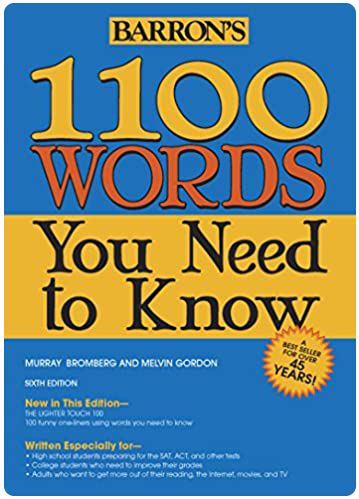 BARRON'S
1100
WORDS
You Need
to Know
A
BEST SELLER
FOR OVER
45
YEARS!
MURRAY BROMBERG AND MELVIN GORDON
SIXTH EDITION
New in This Edition—
THE LIGHTER TOUCH 100
100 funny one-liners using words you need to know
Written Especially for—
• High school students preparing for the SAT, ACT, and other tests
• College students who need to improve their grades
• Adults who want to get more out of their reading, the Internet, movies, and TV